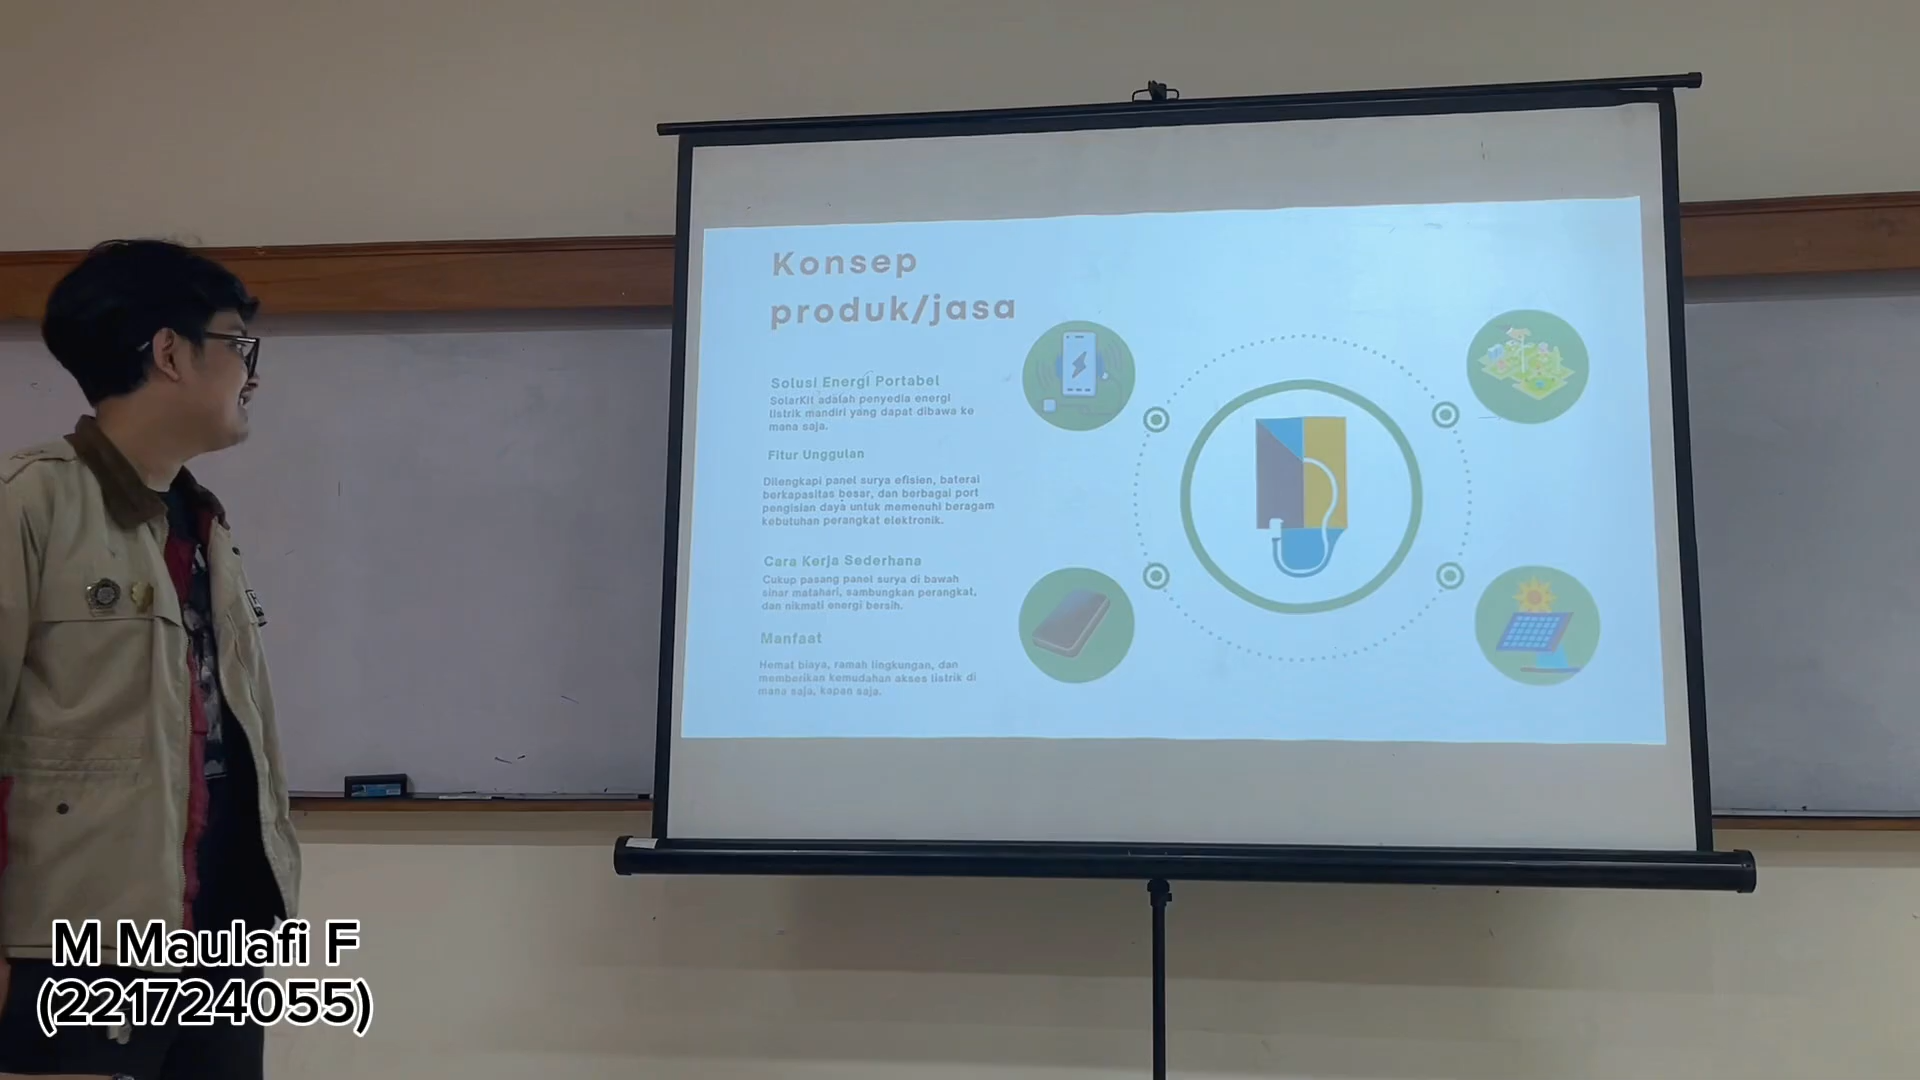 Konsep
produk/jasa
Solusi Energi Portabel
SolarKit adalah penyedia energi
listrik mandiri yang dapat dibawa ke
mana saja.
Fitur Unggulan
Dilengkapi panel surya efisien, baterai
berkapasitas besar, dan berbagai port
pengisian daya untuk memenuhi beragam
kebutuhan perangkat elektronik.
Cara Kerja Sederhana
Cukup pasang panel surya di bawah
sinar matahari, sambungkan perangkat,
dan nikmati energi bersih.
Manfaat
Hemat biaya, ramah lingkungan, dan
memberikan kemudahan akses listrik di
mana saja, kapan saja.
M Maulafi F
(221724055)